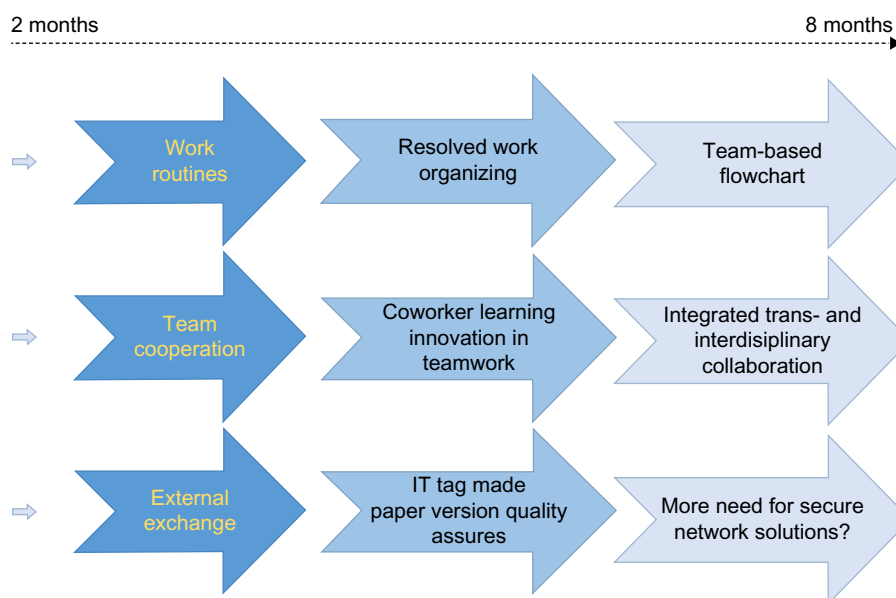 2 months
8 months
Work
routines
Resolved work
organizing
Team-based
flowchart
Team
cooperation
Coworker learning
innovation in
teamwork
Integrated trans- and
interdisiplinary
collaboration
External
exchange
IT tag made
paper version quality
assures
More need for secure
network solutions?